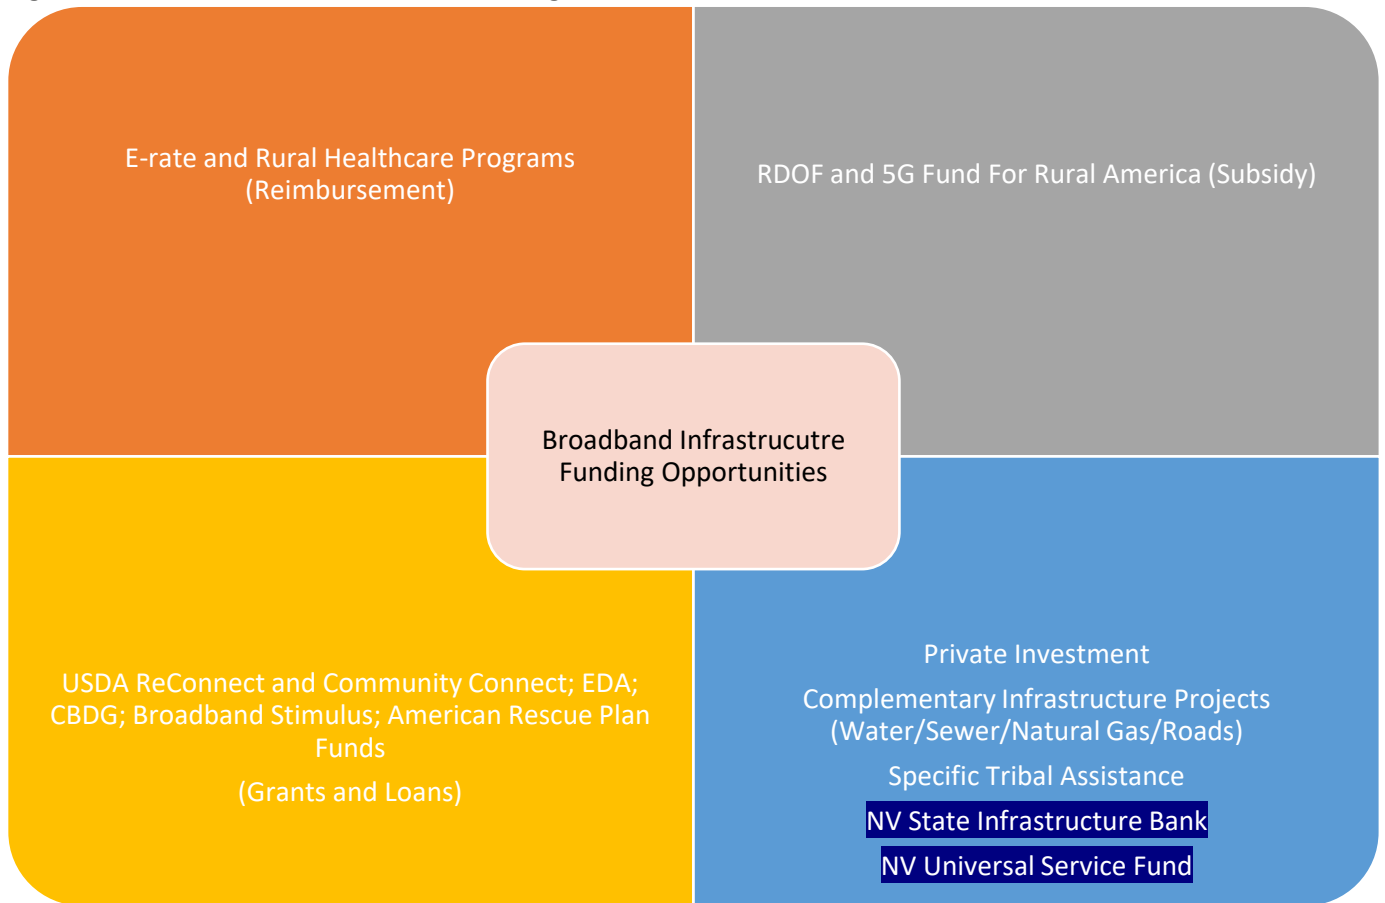 E-rate and Rural Healthcare Programs
(Reimbursement)
RDOF and 5G Fund For Rural America (Subsidy)
Broadband Infrastrucutre
Funding Opportunities
USDA ReConnect and Community Connect; EDA;
CBDG; Broadband Stimulus; American Rescue Plan
Funds
(Grants and Loans)
Private Investment
Complementary Infrastructure Projects
(Water/Sewer/Natural Gas/Roads)
Specific Tribal Assistance
NV State Infrastructure Bank
NV Universal Service Fund